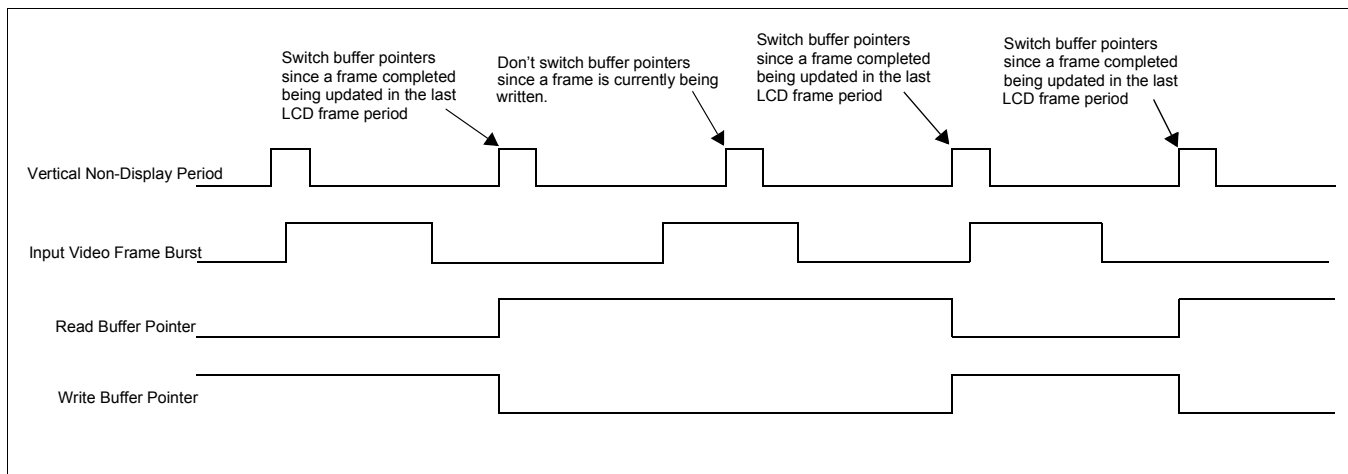 Switch buffer pointers
since a frame completed
being updated in the last
LCD frame period
Don't switch buffer pointers
since a frame is currently being
written.
Switch buffer pointers
since a frame completed
being updated in the last
LCD frame period
Switch buffer pointers
since a frame completed
being updated in the last
LCD frame period
Vertical Non-Display Period
Input Video Frame Burst
Read Buffer Pointer
Write Buffer Pointer